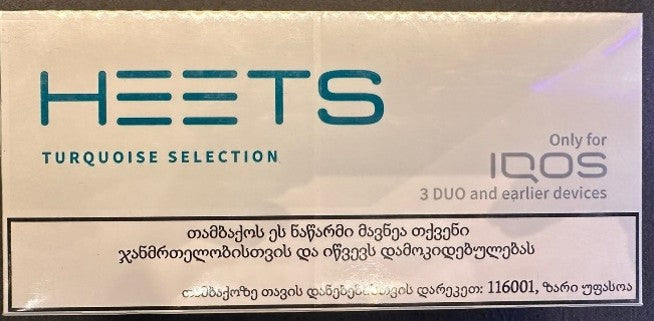 HEETS
TURQUOISE SELECTION
Only for
IQOS
3 DUO and earlier devices
თამბაქოს ეს ნაწარმი მავნეა თქვენი
ჯანმრთელობისთვის და იწვევს დამოკიდებულებას
თამბაქოზე თავის დანებებისთვის დარეკეთ: 116001, ზარი უფასოა